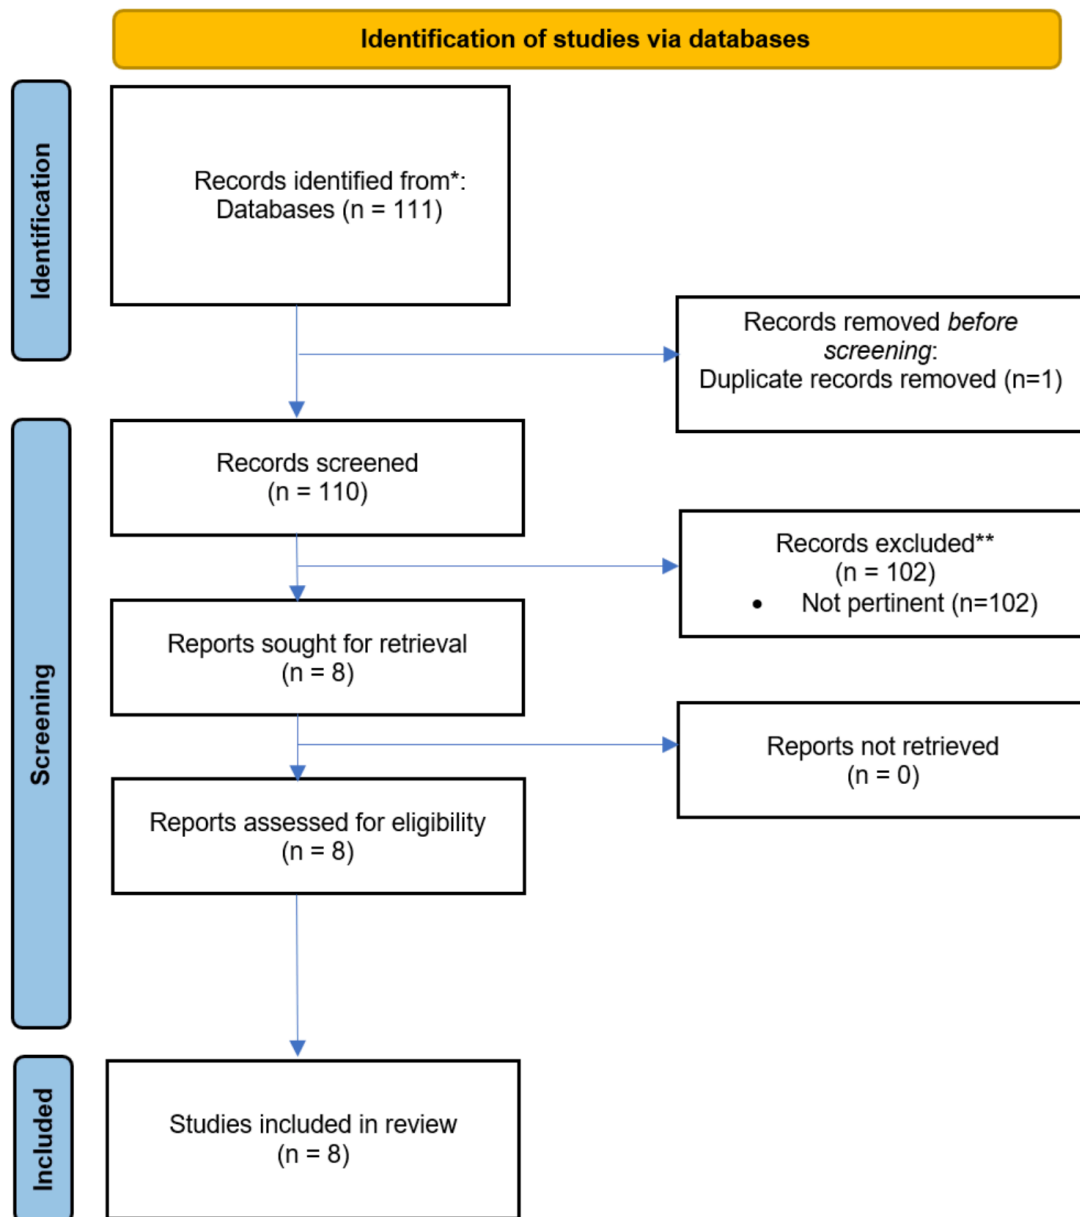 Identification of studies via databases
Identification
Records identified from*:
Databases (n = 111)
Records removed before
screening:
Duplicate records removed (n=1)
Screening
Records screened
(n = 110)
Records excluded**
(n = 102)
• Not pertinent (n=102)
Reports sought for retrieval
(n = 8)
Reports not retrieved
(n = 0)
Reports assessed for eligibility
(n = 8)
Included
Studies included in review
(n = 8)